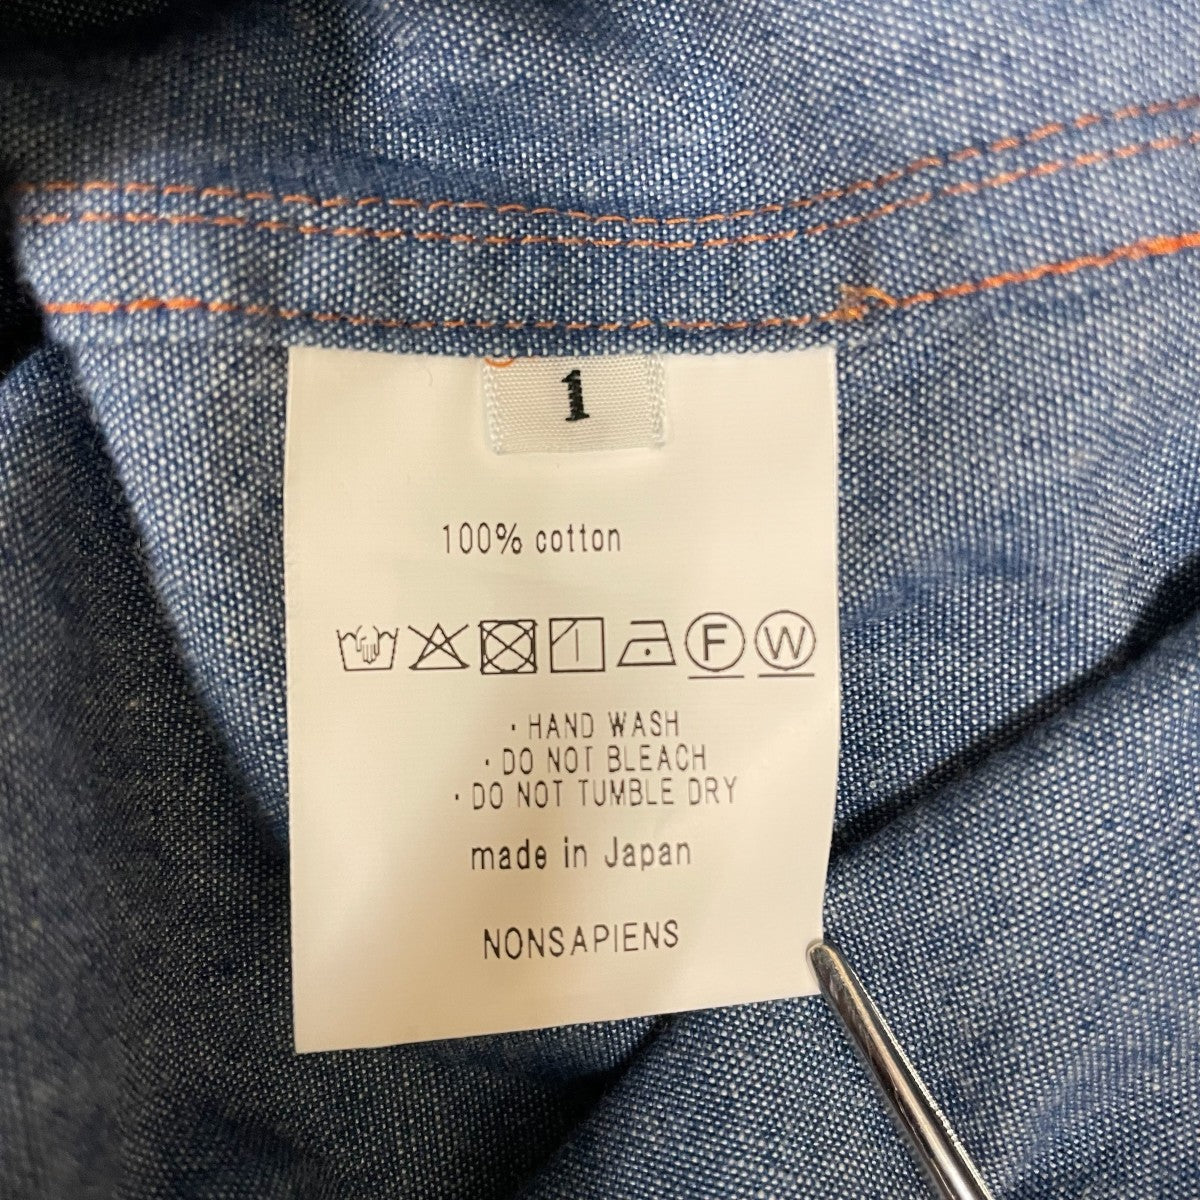 1
100% cotton
F W
· HAND WASH
· DO NOT BLEACH
· DO NOT TUMBLE DRY
made in Japan
NONSAPIENS